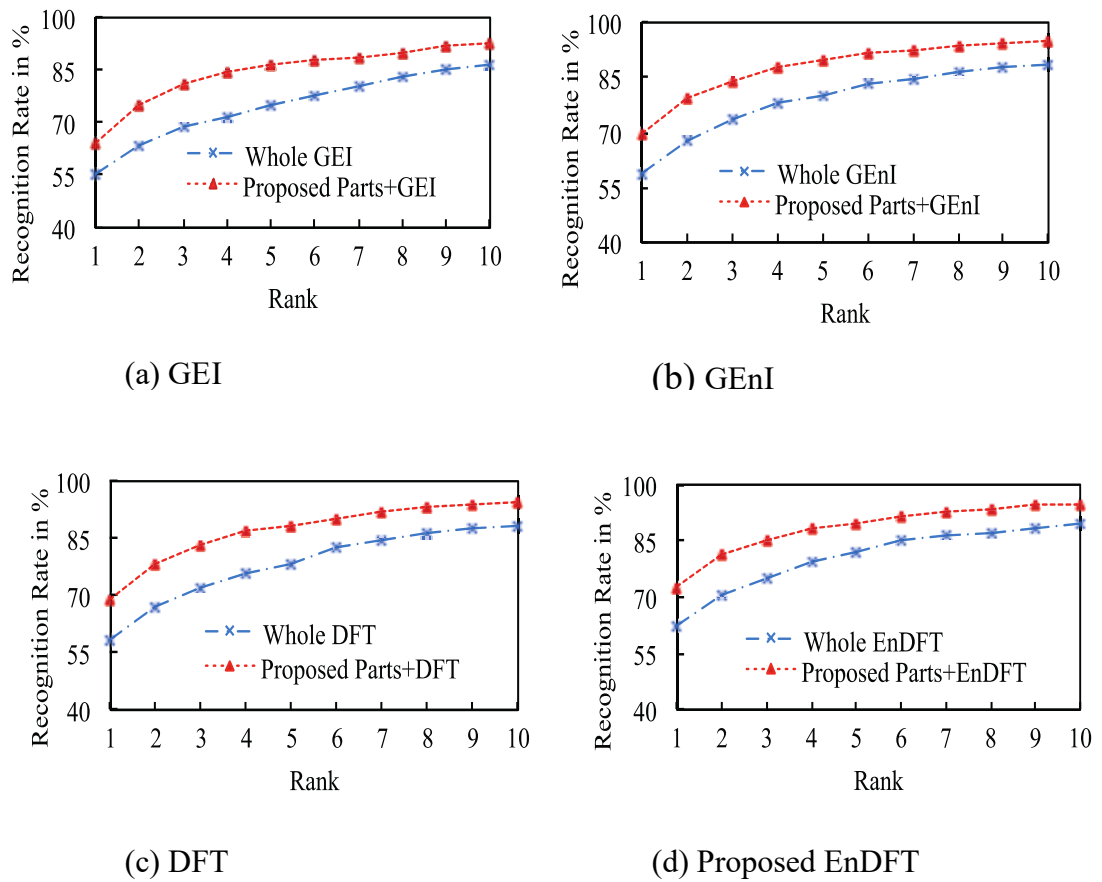 Recognition Rate in %
100
85
70
55
40
Whole GEI
Proposed Parts+GEI
1 2 3 4 5 6 7 8 9 10
Rank
(a) GEI
Recognition Rate in %
100
85
70
55
40
Whole GEnI
Proposed Parts+GEnI
1 2 3 4 5 6 7 8 9 10
Rank
(b) GEnI
Recognition Rate in %
100
85
70
55
40
Whole DFT
Proposed Parts+DFT
1 2 3 4 5 6 7 8 9 10
Rank
(c) DFT
Recognition Rate in %
100
85
70
55
40
Whole EnDFT
Proposed Parts+EnDFT
1 2 3 4 5 6 7 8 9 10
Rank
(d) Proposed EnDFT